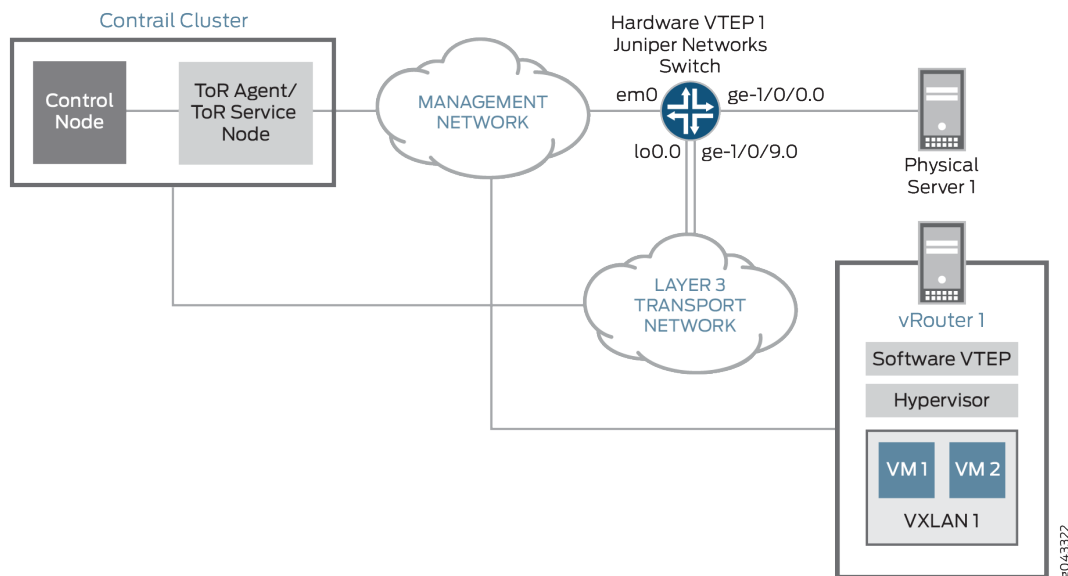 Contrail Cluster
Control
Node
ToR Agent/
ToR Service
Node
MANAGEMENT
NETWORK
Hardware VTEP 1
Juniper Networks
Switch
em0
ge-1/0/0.0
lo0.0
ge-1/0/9.0
Physical
Server 1
LAYER 3
TRANSPORT
NETWORK
vRouter 1
Software VTEP
Hypervisor
VM 1
VM 2
VXLAN 1
g043322